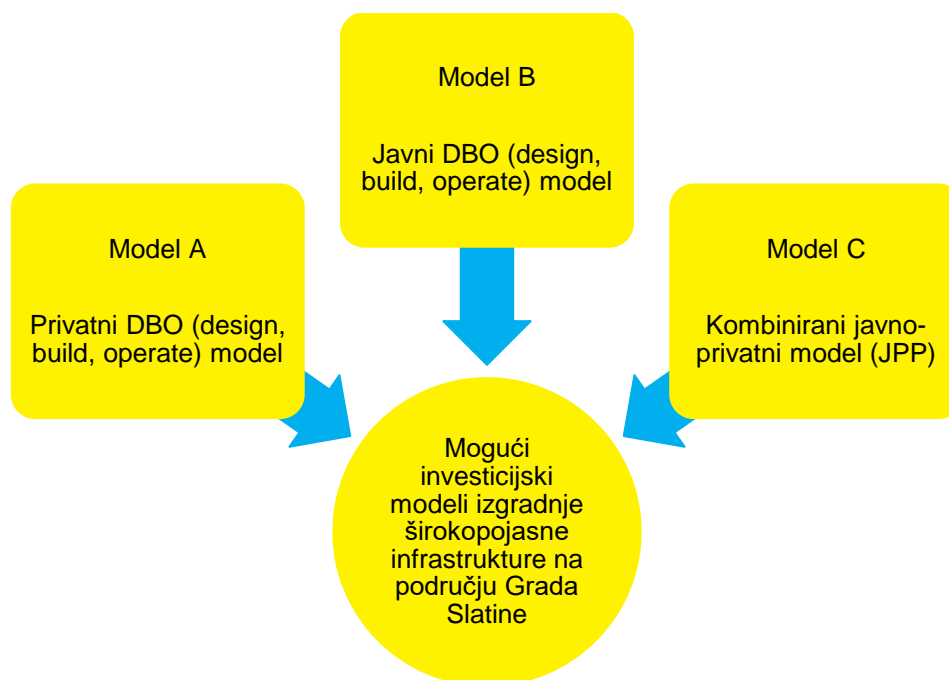 Model A
Privatni DBO (design,
build, operate) model
Model B
Javni DBO (design,
build, operate) model
Model C
Kombinirani javno-
privatni model (JPP)
Mogući
investicijski
modeli izgradnje
širokopojasne
infrastrukture na
području Grada
Slatine